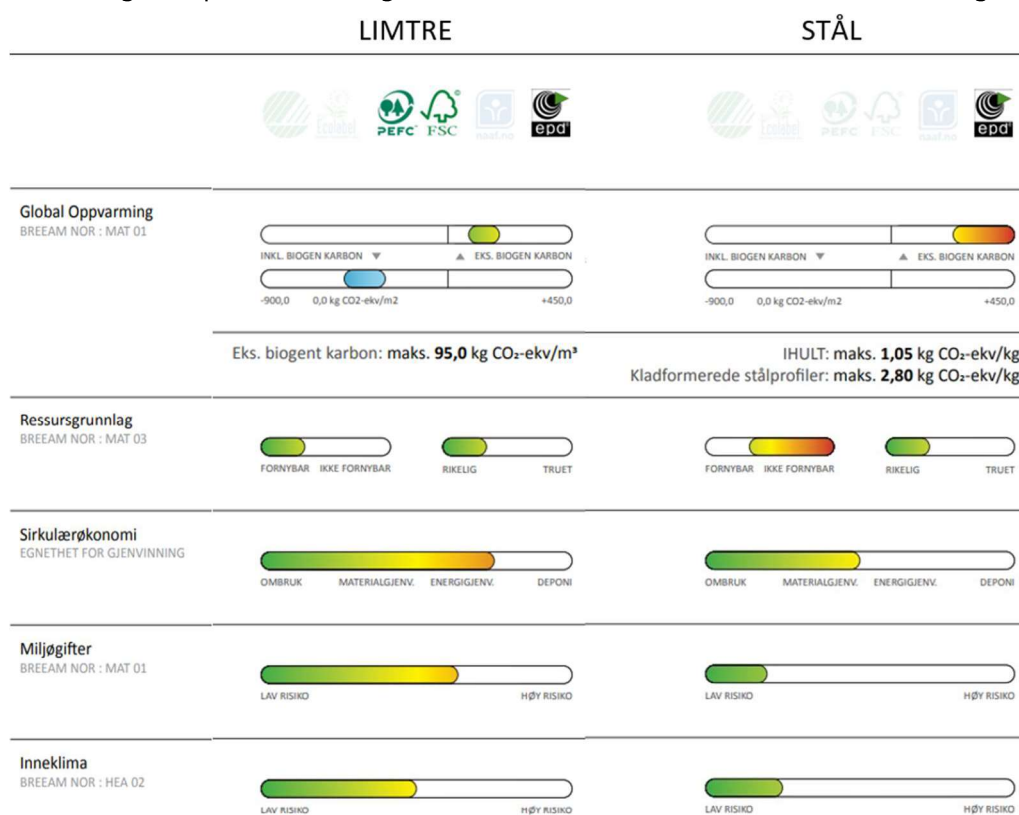 LIMTRE STÅL
PEFC FSC epd epd
Global Oppvarming
BREEAM NOR : MAT 01
INKL. BIOGEN KARBON ▼ ▲ EKS. BIOGEN KARBON INKL. BIOGEN KARBON ▼ ▲ EKS. BIOGEN KARBON
-900,0 0,0 kg CO2-ekv/m2 +450,0 -900,0 0,0 kg CO2-ekv/m2 +450,0
Eks. biogent karbon: maks. 95,0 kg CO₂-ekv/m³ IHULT: maks. 1,05 kg CO₂-ekv/kg
Kladformerede stålprofiler: maks. 2,80 kg CO₂-ekv/kg
Ressursgrunnlag
BREEAM NOR : MAT 03
FORNYBAR IKKE FORNYBAR RIKELIG TRUET FORNYBAR IKKE FORNYBAR RIKELIG TRUET
Sirkulærøkonomi
EGNETHET FOR GJENVINNING
OMBRUK MATERIALGJENV. ENERGIGJENV. DEPONI OMBRUK MATERIALGJENV. ENERGIGJENV. DEPONI
Miljøgifter
BREEAM NOR : MAT 01
LAV RISIKO HØY RISIKO LAV RISIKO HØY RISIKO
Inneklima
BREEAM NOR : HEA 02
LAV RISIKO HØY RISIKO LAV RISIKO HØY RISIKO